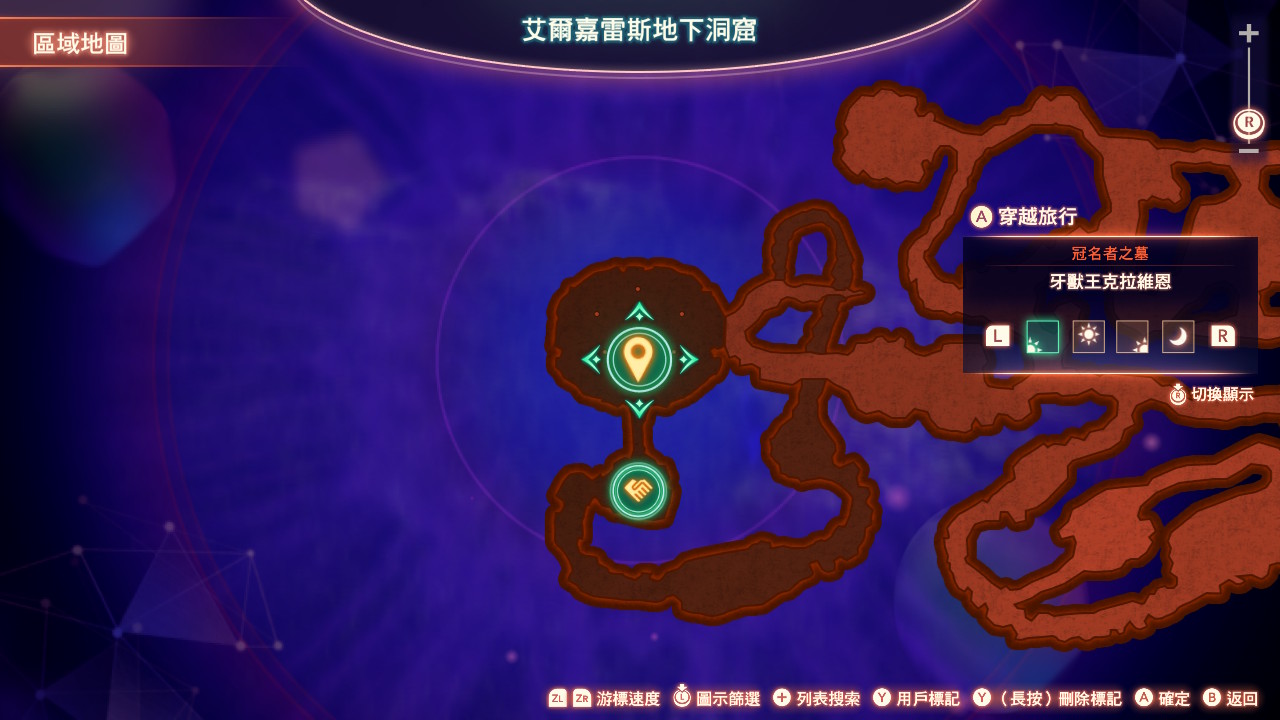 區域地圖
艾爾嘉雷斯地下洞窟
R
A 穿越旅行
冠名者之墓
牙獸王克拉維恩
L R
R 切換顯示
ZL ZR 游標速度 L 圖示篩選 + 列表搜索 Y 用戶標記 Y （長按）刪除標記 A 確定 B 返回